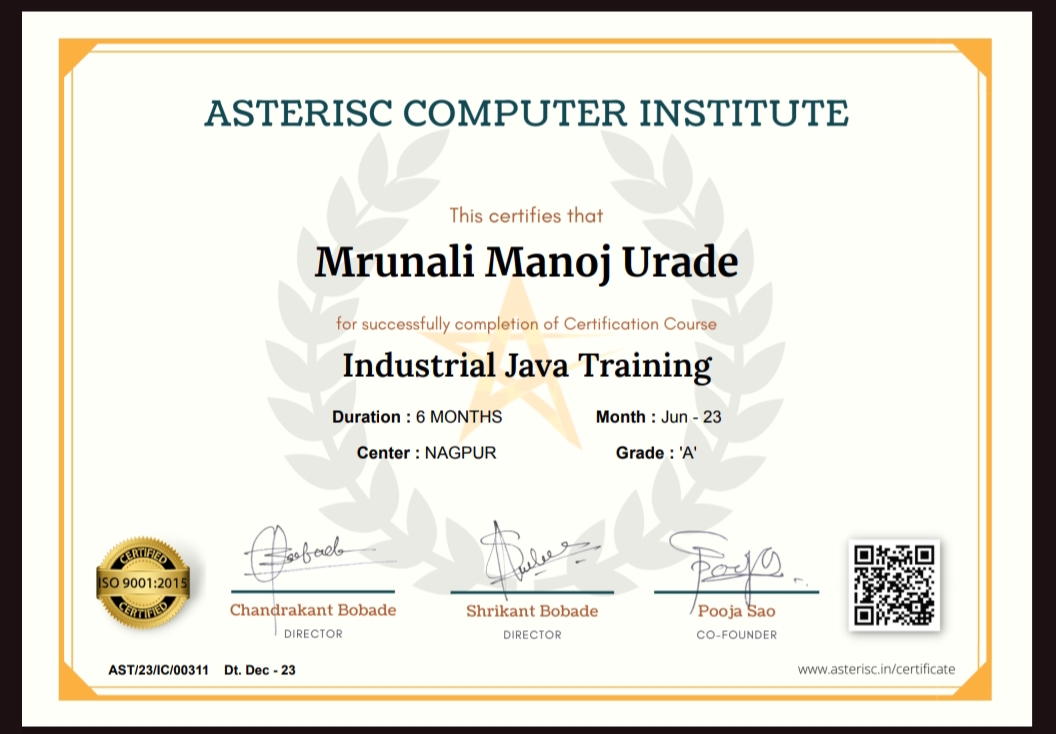 ASTERISC COMPUTER INSTITUTE
This certifies that
Mrunali Manoj Urade
for successfully completion of Certification Course
Industrial Java Training
Duration : 6 MONTHS Month : Jun - 23
Center : NAGPUR Grade : 'A'
CERTIFIED
ISO 9001:2015
CERTIFIED
Chandrakant Bobade Shrikant Bobade Pooja Sao
DIRECTOR DIRECTOR CO-FOUNDER
AST/23/IC/00311 Dt. Dec - 23 www.asterisc.in/certificate